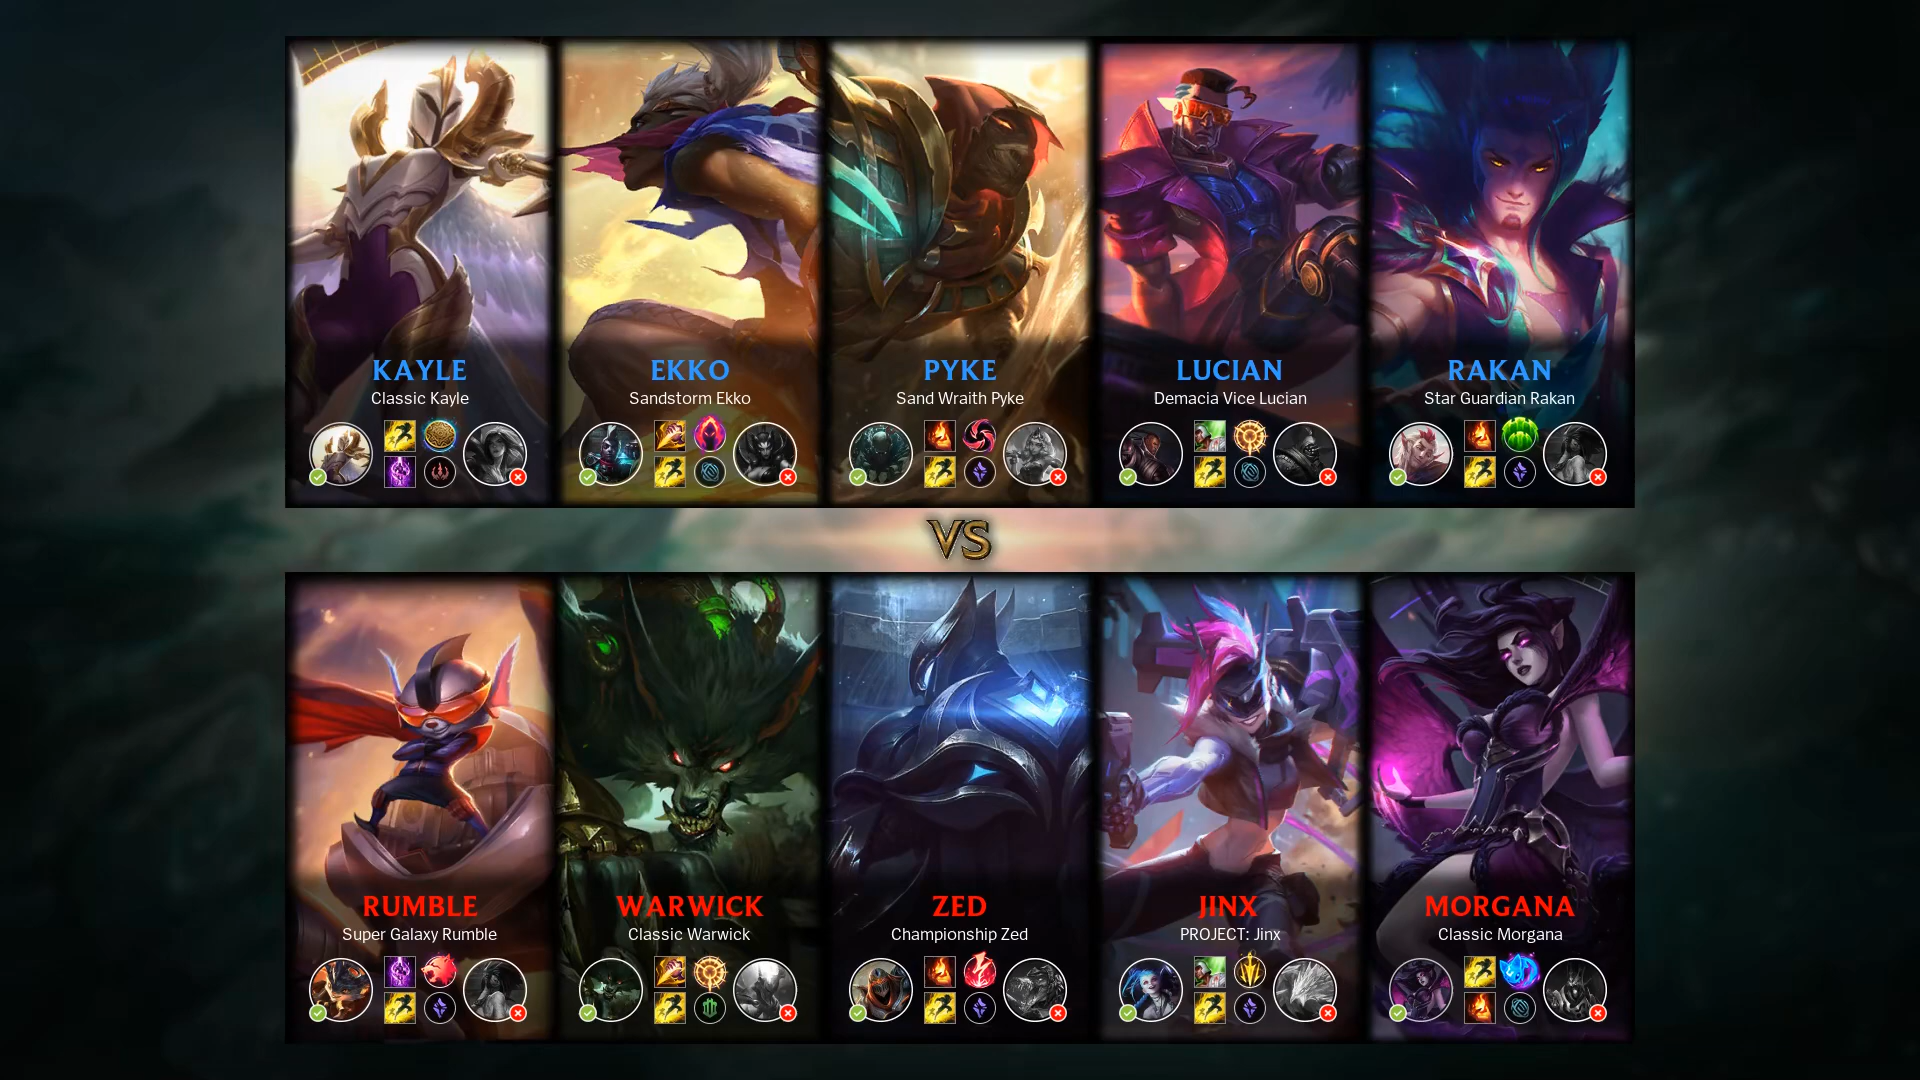 KAYLE
Classic Kayle
EKKO
Sandstorm Ekko
PYKE
Sand Wraith Pyke
LUCIAN
Demacia Vice Lucian
RAKAN
Star Guardian Rakan
VS
RUMBLE
Super Galaxy Rumble
WARWICK
Classic Warwick
ZED
Championship Zed
JINX
PROJECT: Jinx
MORGANA
Classic Morgana